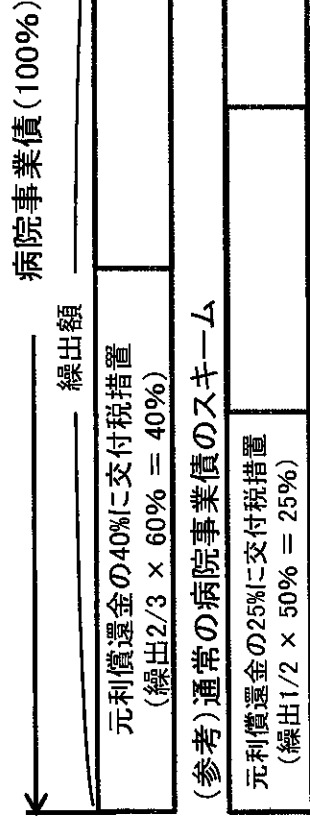 病院事業債(100%)
繰出額
元利償還金の40%に交付税措置
(繰出2/3 × 60% = 40%)
(参考)通常の病院事業債のスキーム
元利償還金の25%に交付税措置
(繰出1/2 × 50% = 25%)